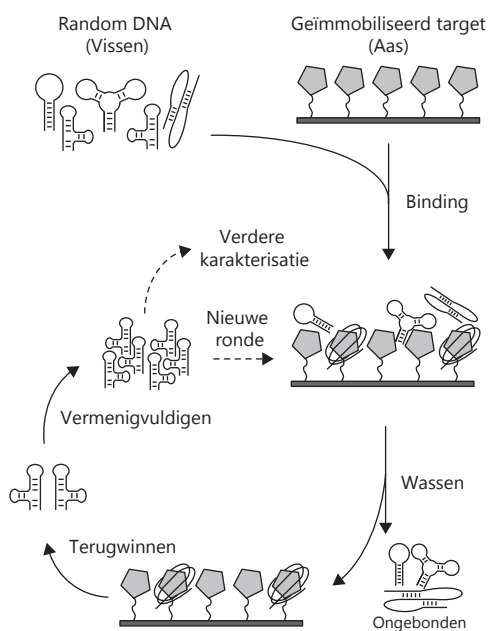 Random DNA
(Vissen)
Geïmmobiliseerd target
(Aas)
Binding
Verdere
karakterisatie
Nieuwe
ronde
Vermenigvuldigen
Wassen
Terugwinnen
Ongebonden